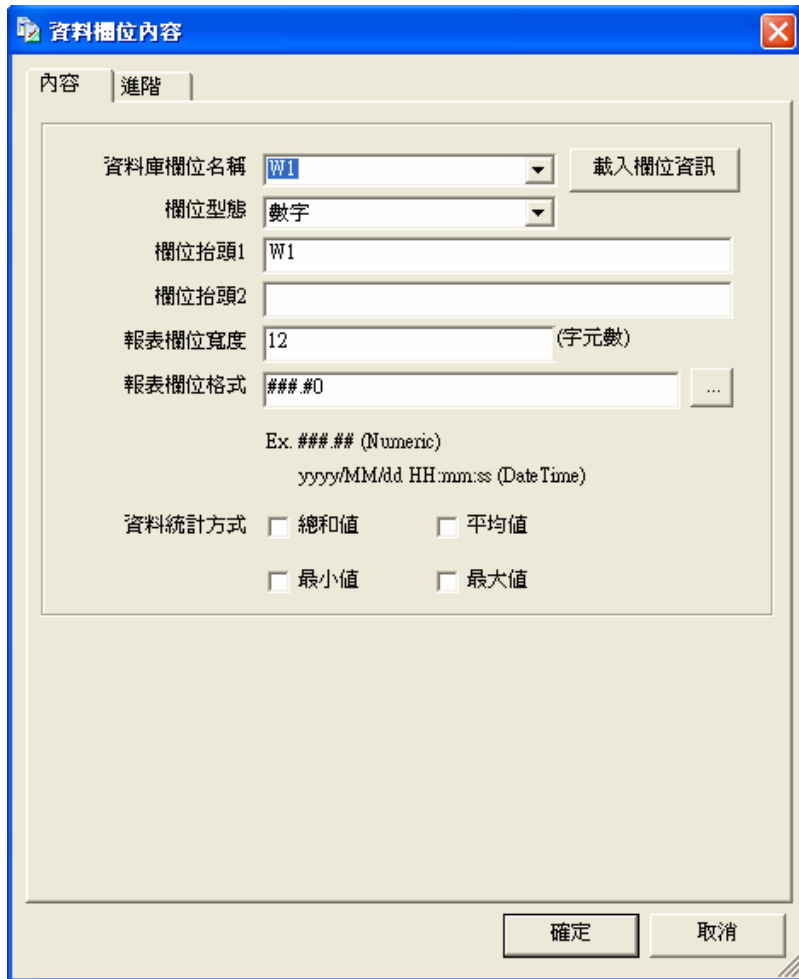 資料欄位內容
內容 進階
資料庫欄位名稱 W1 載入欄位資訊
欄位型態 數字
欄位抬頭1 W1
欄位抬頭2
報表欄位寬度 12 (字元數)
報表欄位格式 ###.#0 ...
Ex. ###.## (Numeric)
yyyy/MM/dd HH:mm:ss (DateTime)
資料統計方式 總和值 平均值
最小值 最大值
確定 取消